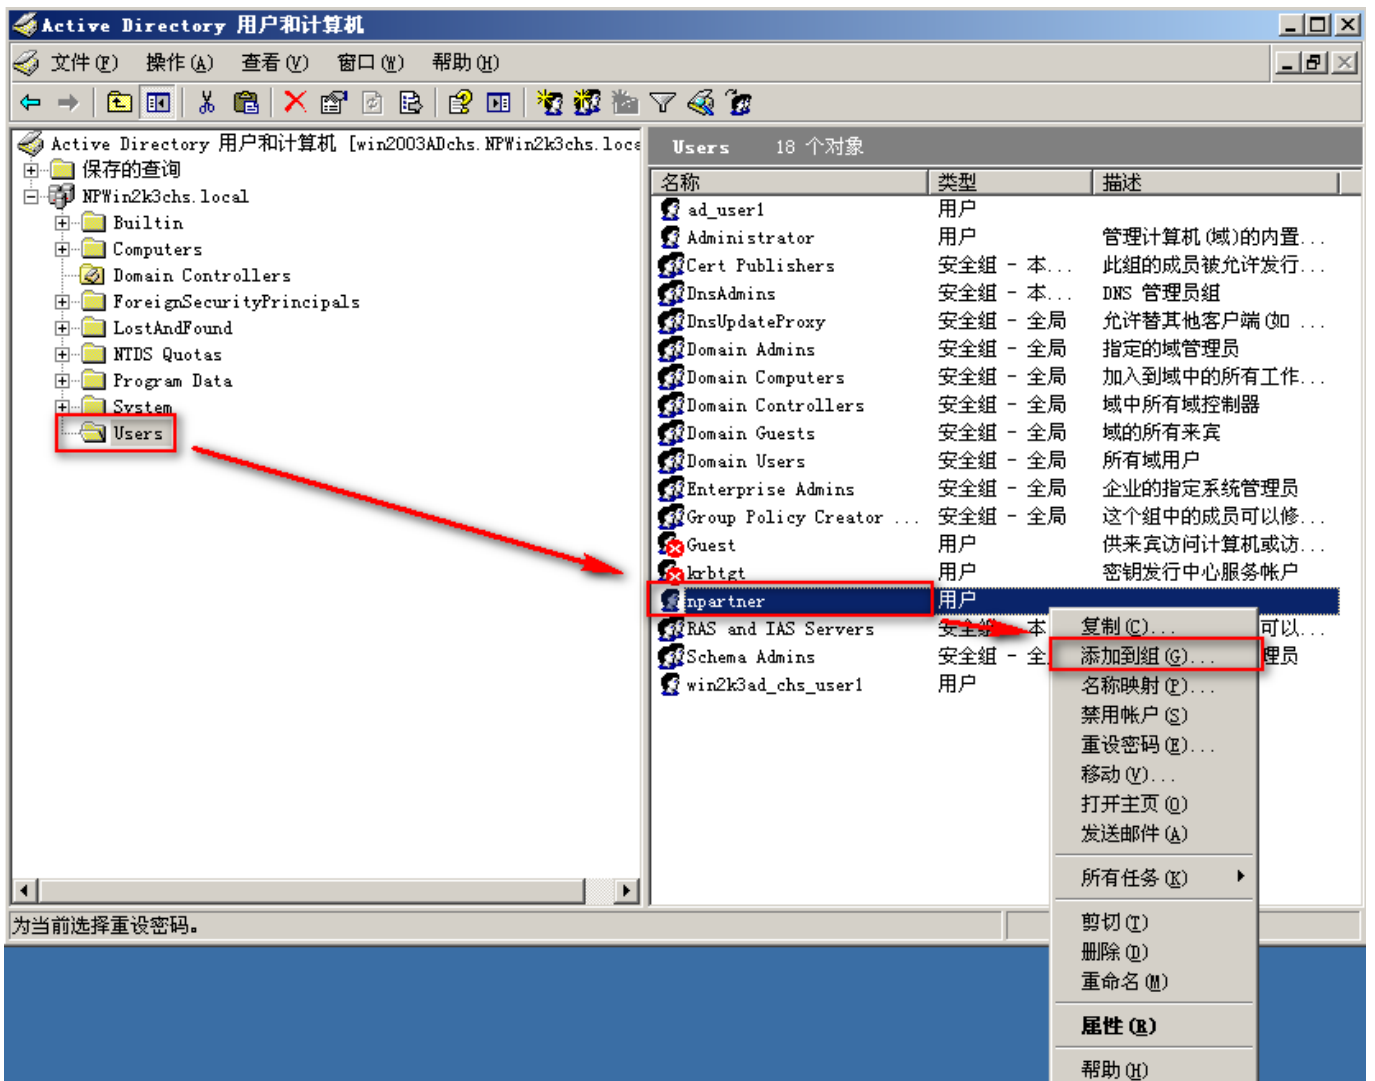 Active Directory 用户和计算机
文件(F) 操作(A) 查看(V) 窗口(W) 帮助(H)
Active Directory 用户和计算机 [win2003ADchs.NPWin2k3chs.loca
保存的查询
NPWin2k3chs.local
Builtin
Computers
Domain Controllers
ForeignSecurityPrincipals
LostAndFound
NTDS Quotas
Program Data
System
Users
Users 18 个对象
名称 类型 描述
ad_user1 用户
Administrator 用户 管理计算机(域)的内置...
Cert Publishers 安全组 - 本... 此组的成员被允许发行...
DnsAdmins 安全组 - 本... DNS 管理员组
DnsUpdateProxy 安全组 - 全局 允许替其他客户端(如 ...
Domain Admins 安全组 - 全局 指定的域管理员
Domain Computers 安全组 - 全局 加入到域中的所有工作...
Domain Controllers 安全组 - 全局 域中所有域控制器
Domain Guests 安全组 - 全局 域的所有来宾
Domain Users 安全组 - 全局 所有域用户
Enterprise Admins 安全组 - 全局 企业的指定系统管理员
Group Policy Creator ... 安全组 - 全局 这个组中的成员可以修...
Guest 用户 供来宾访问计算机或访...
krbtgt 用户 密钥发行中心服务帐户
npartner 用户
RAS and IAS Servers 安全组 - 本 可以...
Schema Admins 安全组 - 全 理员
win2k3ad_chs_user1 用户
复制(C)...
添加到组(G)...
名称映射(P)...
禁用帐户(S)
重设密码(E)...
移动(V)...
打开主页(O)
发送邮件(A)
所有任务(K)
剪切(T)
删除(D)
重命名(M)
属性(R)
帮助(H)
为当前选择重设密码。